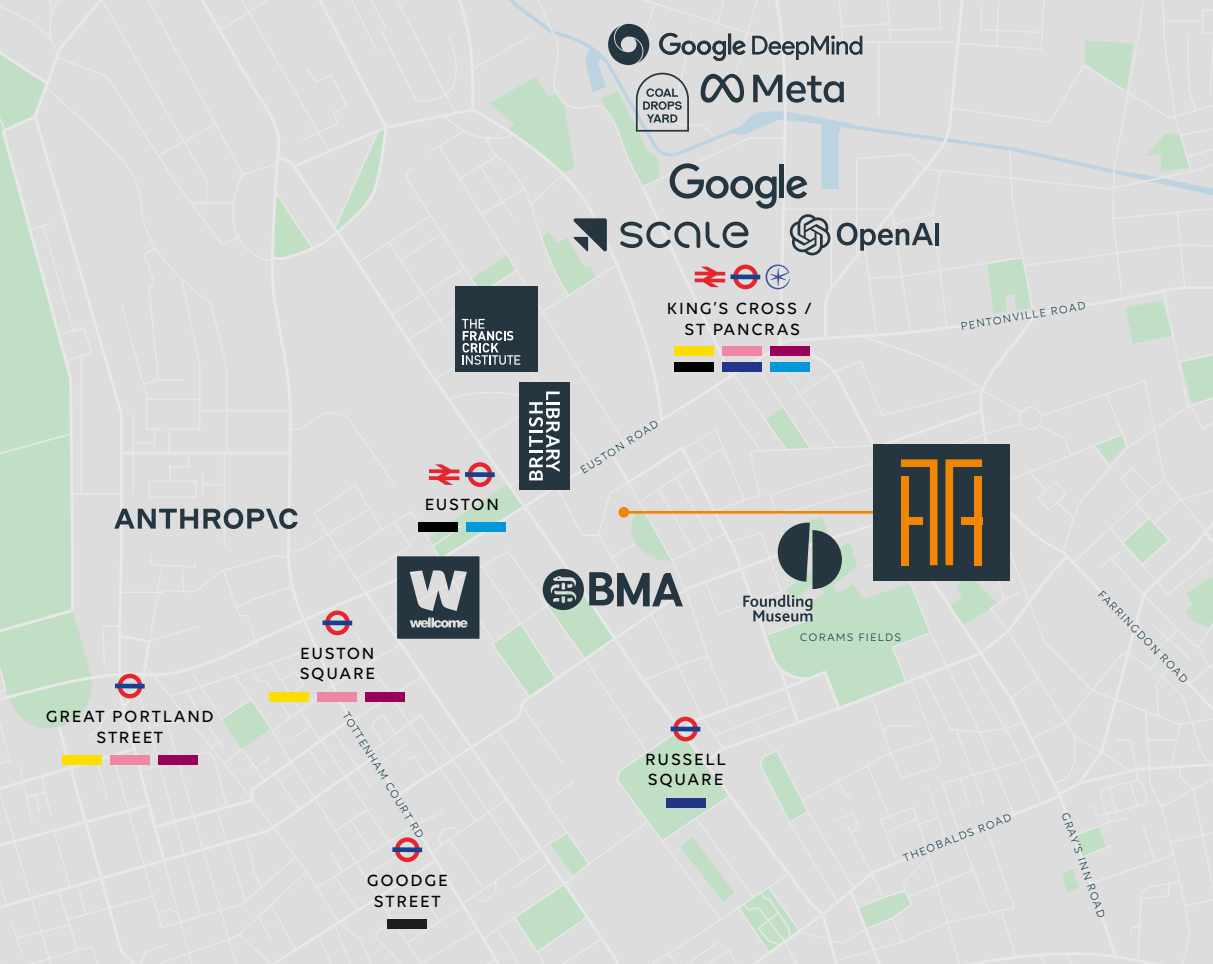 Google DeepMind
COAL
DROPS
YARD
Meta
Google
scale
OpenAI
KING'S CROSS /
ST PANCRAS
PENTONVILLE ROAD
THE
FRANCIS
CRICK
INSTITUTE
LIBRARY
BRITISH
EUSTON ROAD
EUSTON
ANTHROP\C
W
wellcome
BMA
Foundling
Museum
CORAMS FIELDS
FARRINGDON ROAD
EUSTON
SQUARE
GREAT PORTLAND
STREET
TOTTENHAM COURT RD
RUSSELL
SQUARE
GOODGE
STREET
THEOBALDS ROAD
GRAY'S INN ROAD